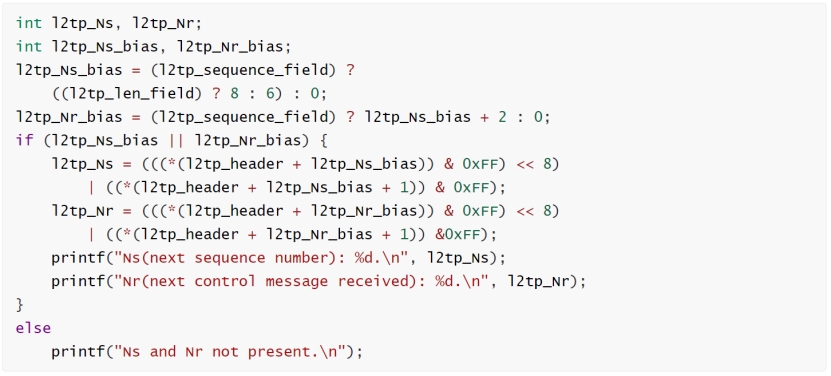 int l2tp_Ns, l2tp_Nr;
int l2tp_Ns_bias, l2tp_Nr_bias;
l2tp_Ns_bias = (l2tp_sequence_field) ?
    ((l2tp_len_field) ? 8 : 6) : 0;
l2tp_Nr_bias = (l2tp_sequence_field) ? l2tp_Ns_bias + 2 : 0;
if (l2tp_Ns_bias || l2tp_Nr_bias) {
    l2tp_Ns = (((*(l2tp_header + l2tp_Ns_bias)) & 0xFF) << 8)
        | ((*(l2tp_header + l2tp_Ns_bias + 1)) & 0xFF);
    l2tp_Nr = (((*(l2tp_header + l2tp_Nr_bias)) & 0xFF) << 8)
        | ((*(l2tp_header + l2tp_Nr_bias + 1)) &0xFF);
    printf("Ns(next sequence number): %d.\n", l2tp_Ns);
    printf("Nr(next control message received): %d.\n", l2tp_Nr);
}
else
    printf("Ns and Nr not present.\n");